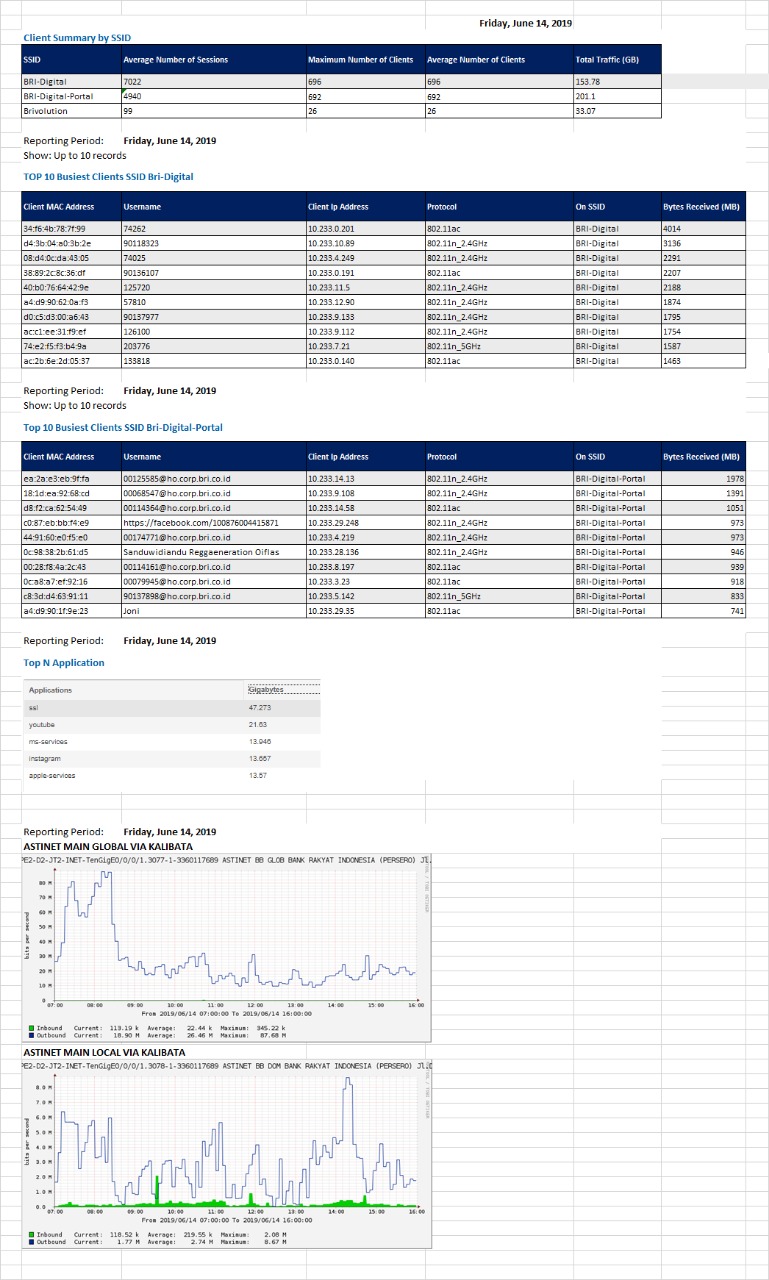 Friday, June 14, 2019
Client Summary by SSID
SSID Average Number of Sessions Maximum Number of Clients Average Number of Clients Total Traffic (GB)
BRI-Digital 7022 696 696 153.78
BRI-Digital-Portal 4940 692 692 201.1
Brivolution 99 26 26 33.07
Reporting Period: Friday, June 14, 2019
Show: Up to 10 records
TOP 10 Busiest Clients SSID Bri-Digital
Client MAC Address Username Client Ip Address Protocol On SSID Bytes Received (MB)
34:f6:4b:78:7f:99 74262 10.233.0.201 802.11ac BRI-Digital 4014
d4:3b:04:a0:3b:2e 90118323 10.233.10.89 802.11n_2.4GHz BRI-Digital 3136
08:d4:0c:da:43:05 74025 10.233.4.249 802.11n_2.4GHz BRI-Digital 2291
38:89:2c:8c:36:df 90136107 10.233.0.191 802.11ac BRI-Digital 2207
40:b0:76:64:42:9e 125720 10.233.11.5 802.11n_2.4GHz BRI-Digital 2188
a4:d9:90:62:0a:f3 57810 10.233.12.90 802.11n_2.4GHz BRI-Digital 1874
d0:c5:d3:00:a6:43 90137977 10.233.9.133 802.11n_2.4GHz BRI-Digital 1795
ac:c1:ee:31:f9:ef 126100 10.233.9.112 802.11n_2.4GHz BRI-Digital 1754
74:e2:f5:f3:b4:9a 203776 10.233.7.21 802.11n_5GHz BRI-Digital 1587
ac:2b:6e:2d:05:37 133818 10.233.0.140 802.11ac BRI-Digital 1463
Reporting Period: Friday, June 14, 2019
Show: Up to 10 records
Top 10 Busiest Clients SSID Bri-Digital-Portal
Client MAC Address Username Client Ip Address Protocol On SSID Bytes Received (MB)
ea:2a:e3:eb:9f:fa 00125585@ho.corp.bri.co.id 10.233.14.13 802.11n_2.4GHz BRI-Digital-Portal 1978
18:1d:ea:92:68:cd 00068547@ho.corp.bri.co.id 10.233.9.108 802.11n_2.4GHz BRI-Digital-Portal 1391
d8:f2:ca:62:54:49 00114364@ho.corp.bri.co.id 10.233.14.58 802.11ac BRI-Digital-Portal 1051
c0:87:eb:bb:f4:e9 https://facebook.com/100876004415871 10.233.29.248 802.11n_2.4GHz BRI-Digital-Portal 973
44:91:60:e0:f5:e0 00174771@ho.corp.bri.co.id 10.233.4.219 802.11n_2.4GHz BRI-Digital-Portal 973
0c:98:38:2b:61:d5 Sanduwidiandu Reggaeneration Oiflas 10.233.28.136 802.11n_2.4GHz BRI-Digital-Portal 946
00:28:f8:4a:2c:43 00114161@ho.corp.bri.co.id 10.233.8.197 802.11ac BRI-Digital-Portal 939
0c:a8:a7:ef:92:16 00079945@ho.corp.bri.co.id 10.233.3.23 802.11ac BRI-Digital-Portal 918
c8:3d:d4:63:91:11 90137898@ho.corp.bri.co.id 10.233.5.142 802.11n_5GHz BRI-Digital-Portal 833
a4:d9:90:1f:9e:23 Joni 10.233.29.35 802.11ac BRI-Digital-Portal 741
Reporting Period: Friday, June 14, 2019
Top N Application
Applications Gigabytes
ssl 47.273
youtube 21.63
ms-services 13.946
instagram 13.667
apple-services 13.57
Reporting Period: Friday, June 14, 2019
ASTINET MAIN GLOBAL VIA KALIBATA
PE2-D2-JT2-INET-TenGigE0/0/0/1.3077-1-3360117689 ASTINET BB GLOB BANK RAKYAT INDONESIA (PERSERO) Jl.
bits per second
80 M
70 M
60 M
50 M
40 M
30 M
20 M
10 M
0
07:00 08:00 09:00 10:00 11:00 12:00 13:00 14:00 15:00 16:00
From 2019/06/14 07:00:00 To 2019/06/14 16:00:00
Inbound Current: 113.19 k Average: 22.44 k Maximum: 345.22 k
Outbound Current: 18.90 M Average: 26.46 M Maximum: 87.68 M
ASTINET MAIN LOCAL VIA KALIBATA
PE2-D2-JT2-INET-TenGigE0/0/0/1.3078-1-3360117689 ASTINET BB DOM BANK RAKYAT INDONESIA (PERSERO) Jl.
bits per second
8.0 M
7.0 M
6.0 M
5.0 M
4.0 M
3.0 M
2.0 M
1.0 M
0.0
07:00 08:00 09:00 10:00 11:00 12:00 13:00 14:00 15:00 16:00
From 2019/06/14 07:00:00 To 2019/06/14 16:00:00
Inbound Current: 118.52 k Average: 219.55 k Maximum: 2.08 M
Outbound Current: 1.77 M Average: 2.74 M Maximum: 8.67 M